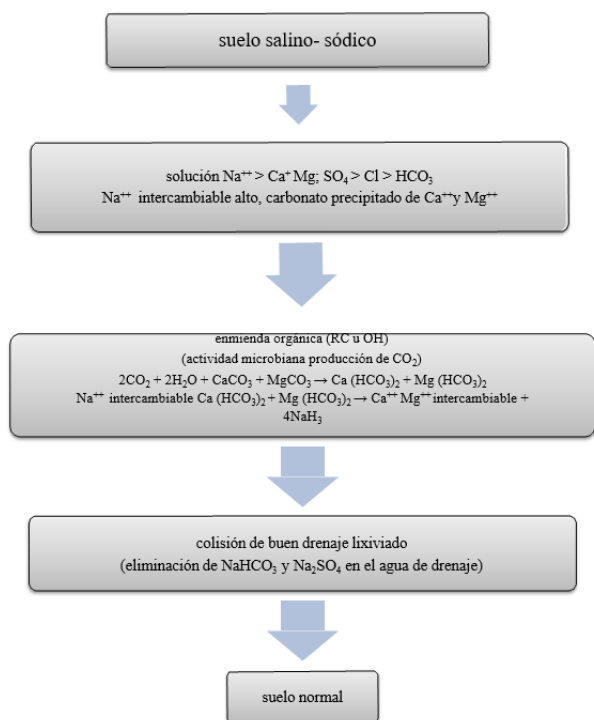 suelo salino- sódico
solución Na⁺⁺ > Ca⁺ Mg; SO₄ > Cl > HCO₃
Na⁺⁺ intercambiable alto, carbonato precipitado de Ca⁺⁺y Mg⁺⁺
enmienda orgánica (RC u OH)
(actividad microbiana producción de CO₂)
2CO₂ + 2H₂O + CaCO₃ + MgCO₃ → Ca (HCO₃)₂ + Mg (HCO₃)₂
Na⁺⁺ intercambiable Ca (HCO₃)₂ + Mg (HCO₃)₂ → Ca⁺⁺ Mg⁺⁺ intercambiable +
4NaH₃
colisión de buen drenaje lixiviado
(eliminación de NaHCO₃ y Na₂SO₄ en el agua de drenaje)
suelo normal